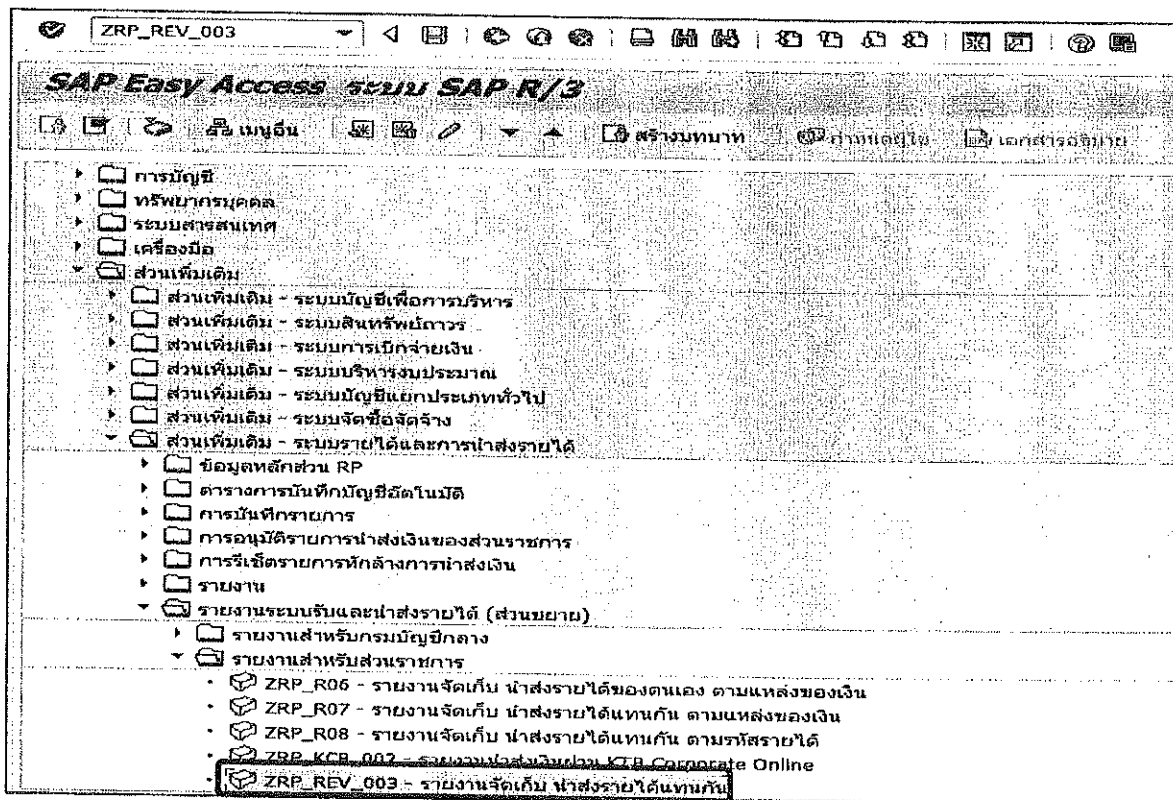 ZRP_REV_003
SAP Easy Access ระบบ SAP R/3
เมนูอื่น สร้างบทบาท กำหนดผู้ใช้ เอกสารอธิบาย
การบัญชี
ทรัพยากรบุคคล
ระบบสารสนเทศ
เครื่องมือ
ส่วนเพิ่มเติม
ส่วนเพิ่มเติม - ระบบบัญชีเพื่อการบริหาร
ส่วนเพิ่มเติม - ระบบสินทรัพย์ถาวร
ส่วนเพิ่มเติม - ระบบการเบิกจ่ายเงิน
ส่วนเพิ่มเติม - ระบบบริหารงบประมาณ
ส่วนเพิ่มเติม - ระบบบัญชีแยกประเภททั่วไป
ส่วนเพิ่มเติม - ระบบจัดซื้อจัดจ้าง
ส่วนเพิ่มเติม - ระบบรายได้และการนำส่งรายได้
ข้อมูลหลักส่วน RP
ตารางการบันทึกบัญชีอัตโนมัติ
การบันทึกรายการ
การอนุมัติรายการนำส่งเงินของส่วนราชการ
การรีเซ็ตรายการหักล้างการนำส่งเงิน
รายงาน
รายงานระบบรับและนำส่งรายได้ (ส่วนขยาย)
รายงานสำหรับกรมบัญชีกลาง
รายงานสำหรับส่วนราชการ
ZRP_R06 - รายงานจัดเก็บ นำส่งรายได้ของตนเอง ตามแหล่งของเงิน
ZRP_R07 - รายงานจัดเก็บ นำส่งรายได้แทนกัน ตามแหล่งของเงิน
ZRP_R08 - รายงานจัดเก็บ นำส่งรายได้แทนกัน ตามรหัสรายได้
ZRP_KCB_002 - รายงานนำส่งเงินผ่าน KTB Corporate Online
ZRP_REV_003 - รายงานจัดเก็บ นำส่งรายได้แทนกัน